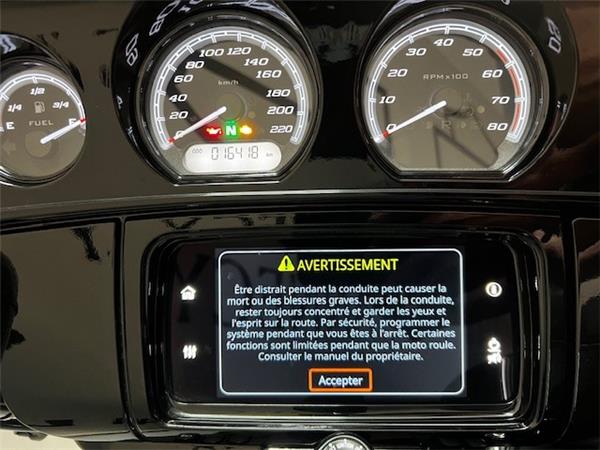 100 120
80 140
60 160
40 180
20 200
0 220
km/h
N
ODO 016418 km
1/4 1/2 3/4
E F
FUEL
30 40 50
20 60
10 70
0 80
RPM x100
R
AVERTISSEMENT
Être distrait pendant la conduite peut causer la
mort ou des blessures graves. Lors de la conduite,
rester toujours concentré et garder les yeux et
l'esprit sur la route. Par sécurité, programmer le
système pendant que vous êtes à l'arrêt. Certaines
fonctions sont limitées pendant que la moto roule.
Consulter le manuel du propriétaire.
Accepter